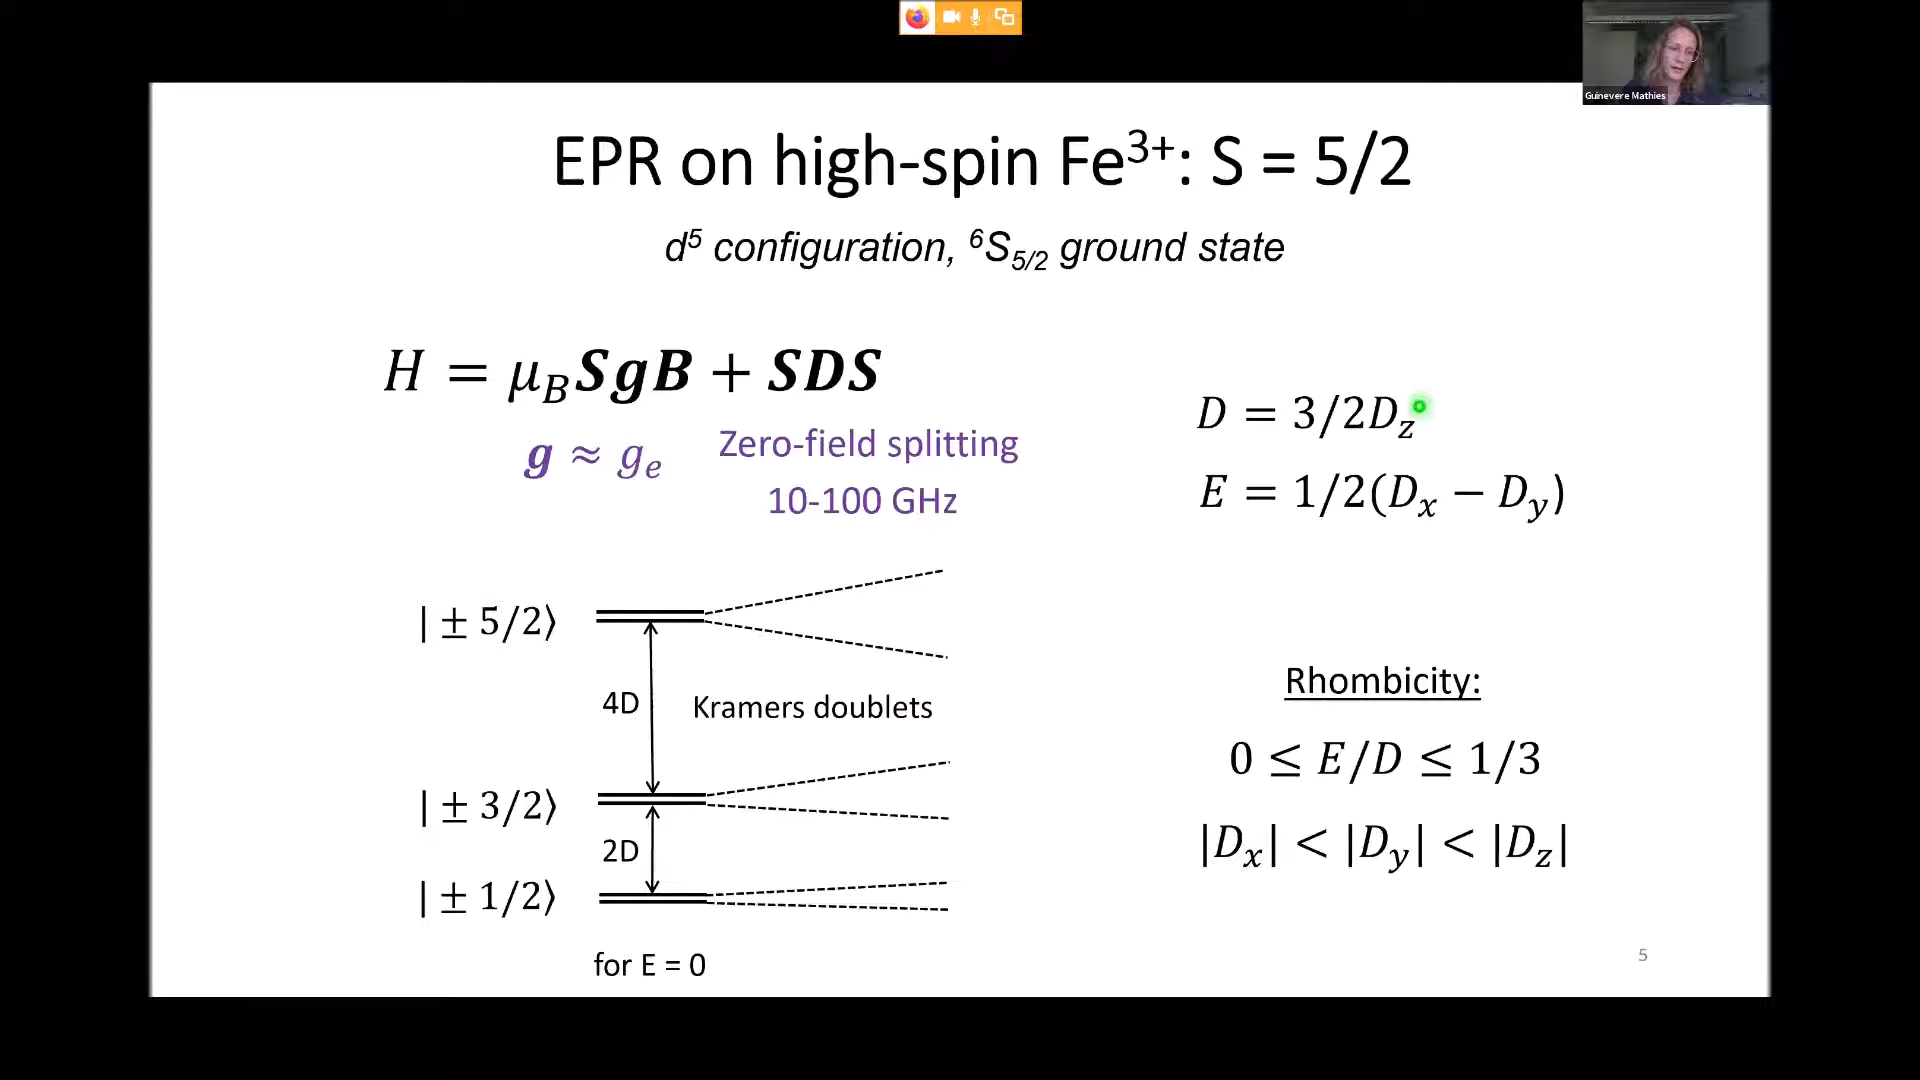 Guinevere Mathies
EPR on high-spin Fe³⁺: S = 5/2
d⁵ configuration, ⁶S₅/₂ ground state
H = μ_B SgB + SDS
g ≈ gₑ
Zero-field splitting
10-100 GHz
D = 3/2D_z
E = 1/2(D_x − D_y)
| ± 5/2⟩
4D
Kramers doublets
| ± 3/2⟩
2D
| ± 1/2⟩
for E = 0
Rhombicity:
0 ≤ E/D ≤ 1/3
|D_x| < |D_y| < |D_z|
5